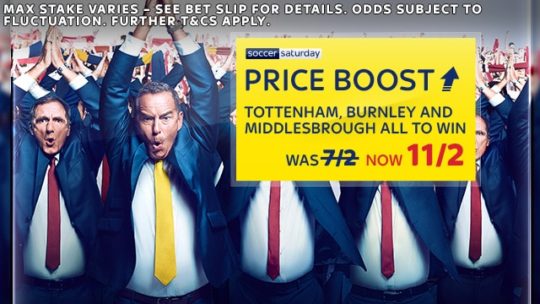 MAX STAKE VARIES – SEE BET SLIP FOR DETAILS. ODDS SUBJECT TO
FLUCTUATION. FURTHER T&CS APPLY.
soccer saturday
PRICE BOOST
TOTTENHAM, BURNLEY AND
MIDDLESBROUGH ALL TO WIN
WAS 7/2 NOW 11/2